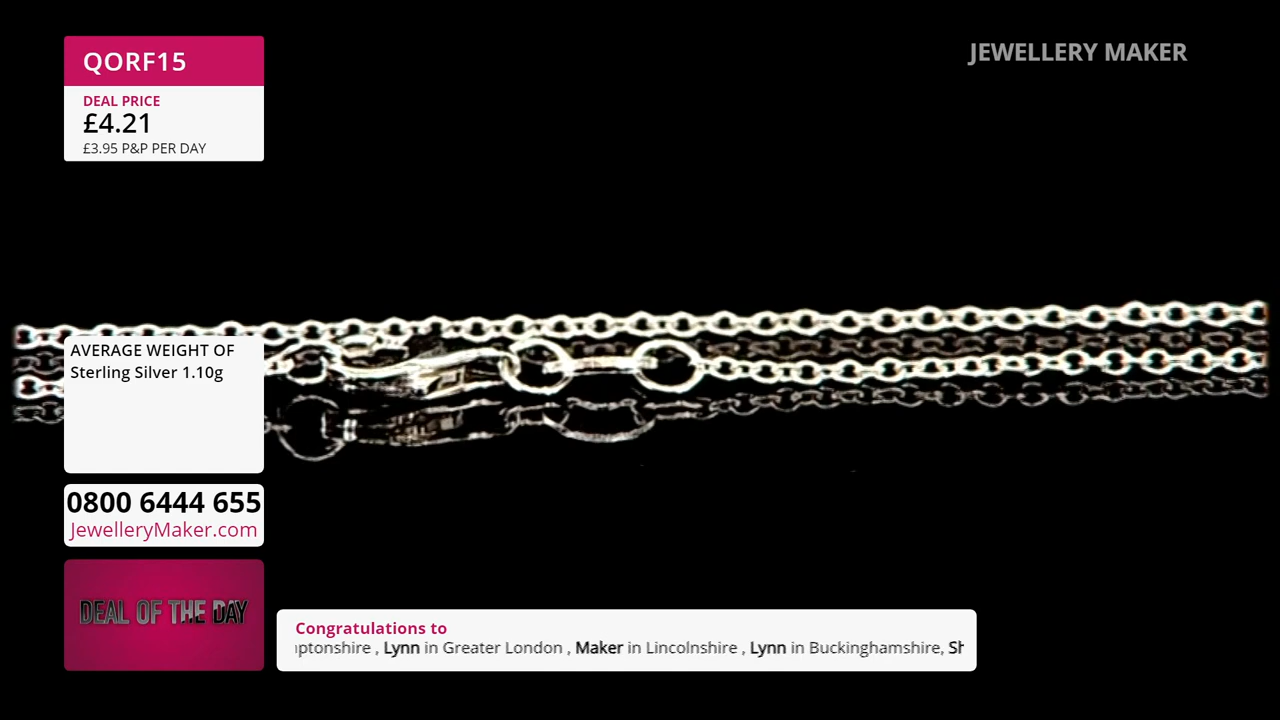 QORF15
DEAL PRICE
£4.21
£3.95 P&P PER DAY
JEWELLERY MAKER
AVERAGE WEIGHT OF
Sterling Silver 1.10g
0800 6444 655
JewelleryMaker.com
DEAL OF THE DAY
Congratulations to
ptonshire , Lynn in Greater London , Maker in Lincolnshire , Lynn in Buckinghamshire, Sh